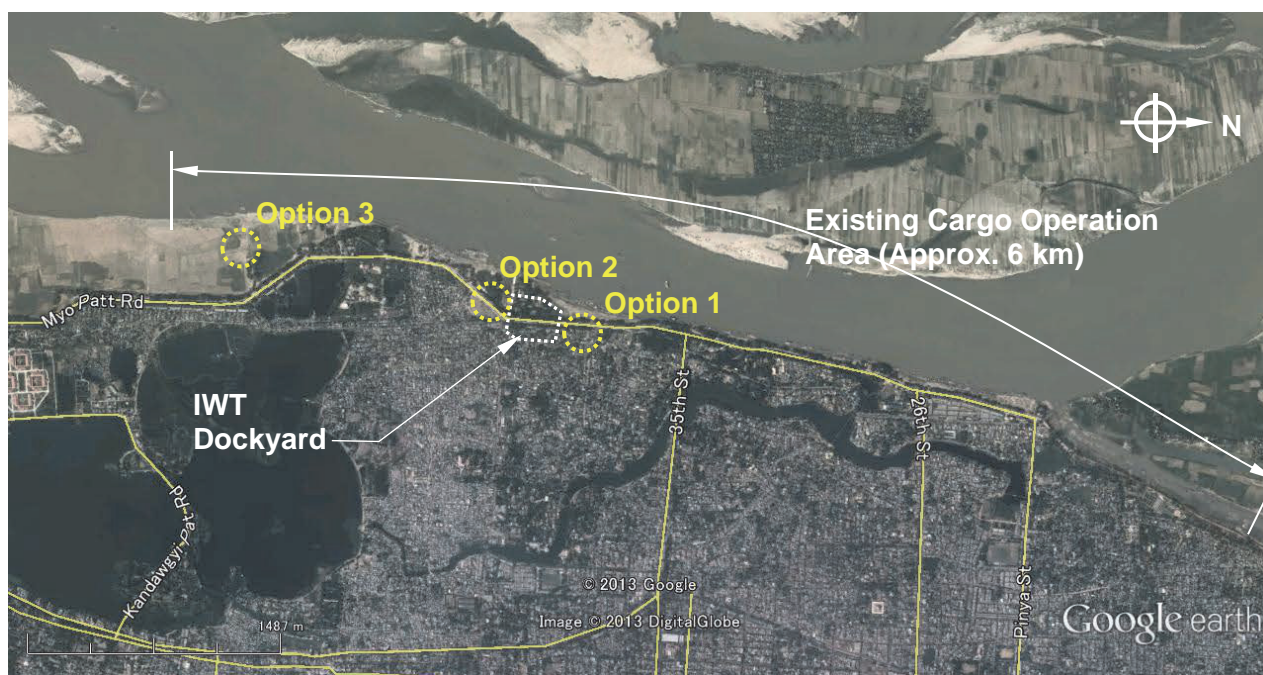 N
Option 3
Existing Cargo Operation
Area (Approx. 6 km)
Option 2
Option 1
Myo Patt Rd
IWT
Dockyard
35th St
26th St
Kandawgyi Pat Rd
Pinya St
© 2013 Google
Image © 2013 DigitalGlobe
1487 m
Google earth